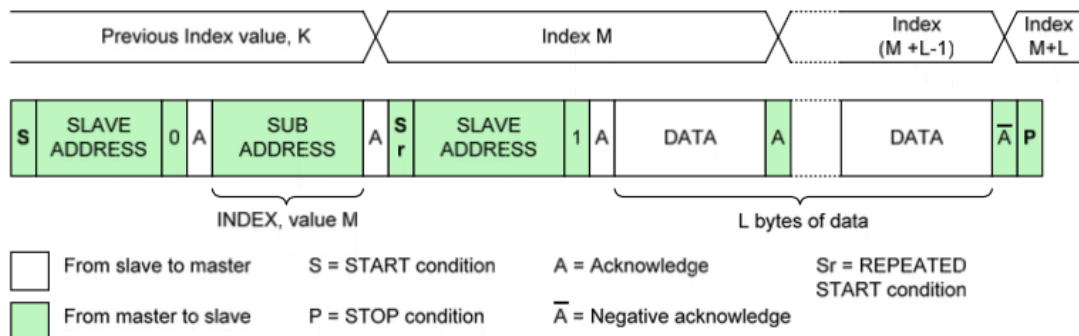 Previous Index value, K
Index M
Index
(M +L-1)
Index
M+L
S
SLAVE
ADDRESS
0
A
SUB
ADDRESS
A
S
r
SLAVE
ADDRESS
1
A
DATA
A
DATA
A̅
P
INDEX, value M
L bytes of data
From slave to master
S = START condition
A = Acknowledge
Sr = REPEATED
START condition
From master to slave
P = STOP condition
A̅ = Negative acknowledge